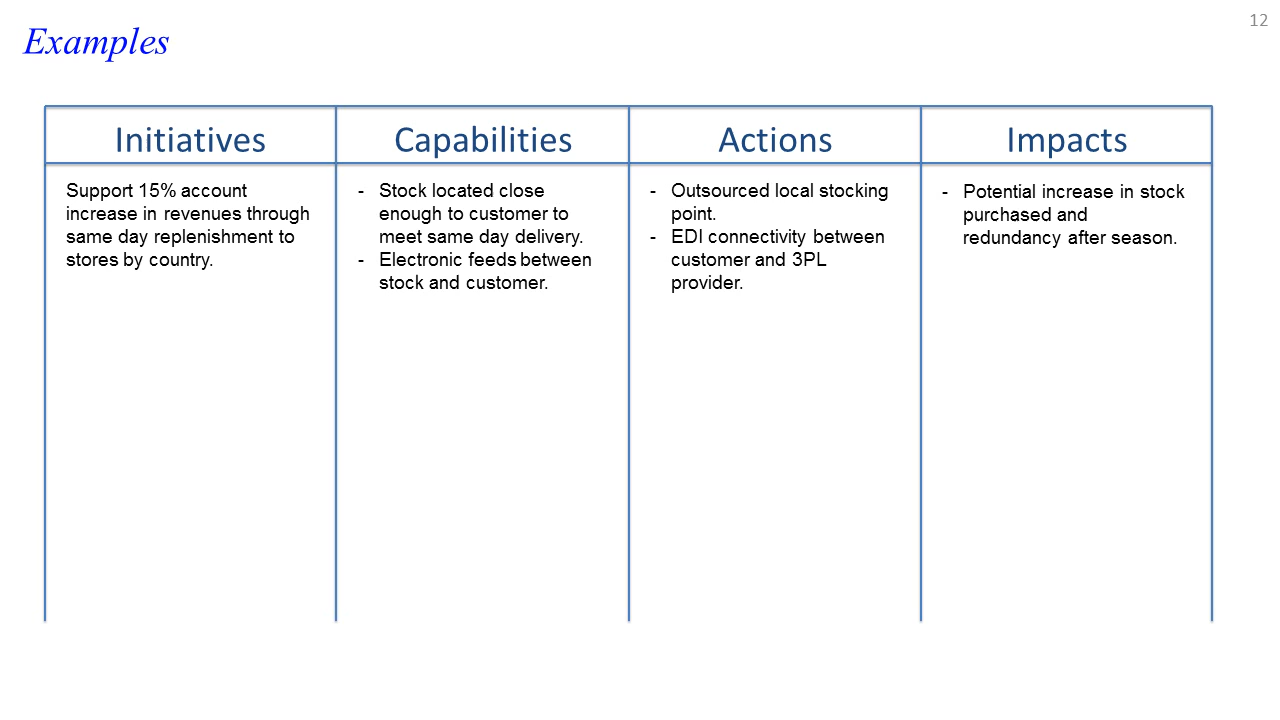 12
Examples
Initiatives
Capabilities
Actions
Impacts
Support 15% account
increase in revenues through
same day replenishment to
stores by country.
- Stock located close
enough to customer to
meet same day delivery.
- Electronic feeds between
stock and customer.
- Outsourced local stocking
point.
- EDI connectivity between
customer and 3PL
provider.
- Potential increase in stock
purchased and
redundancy after season.